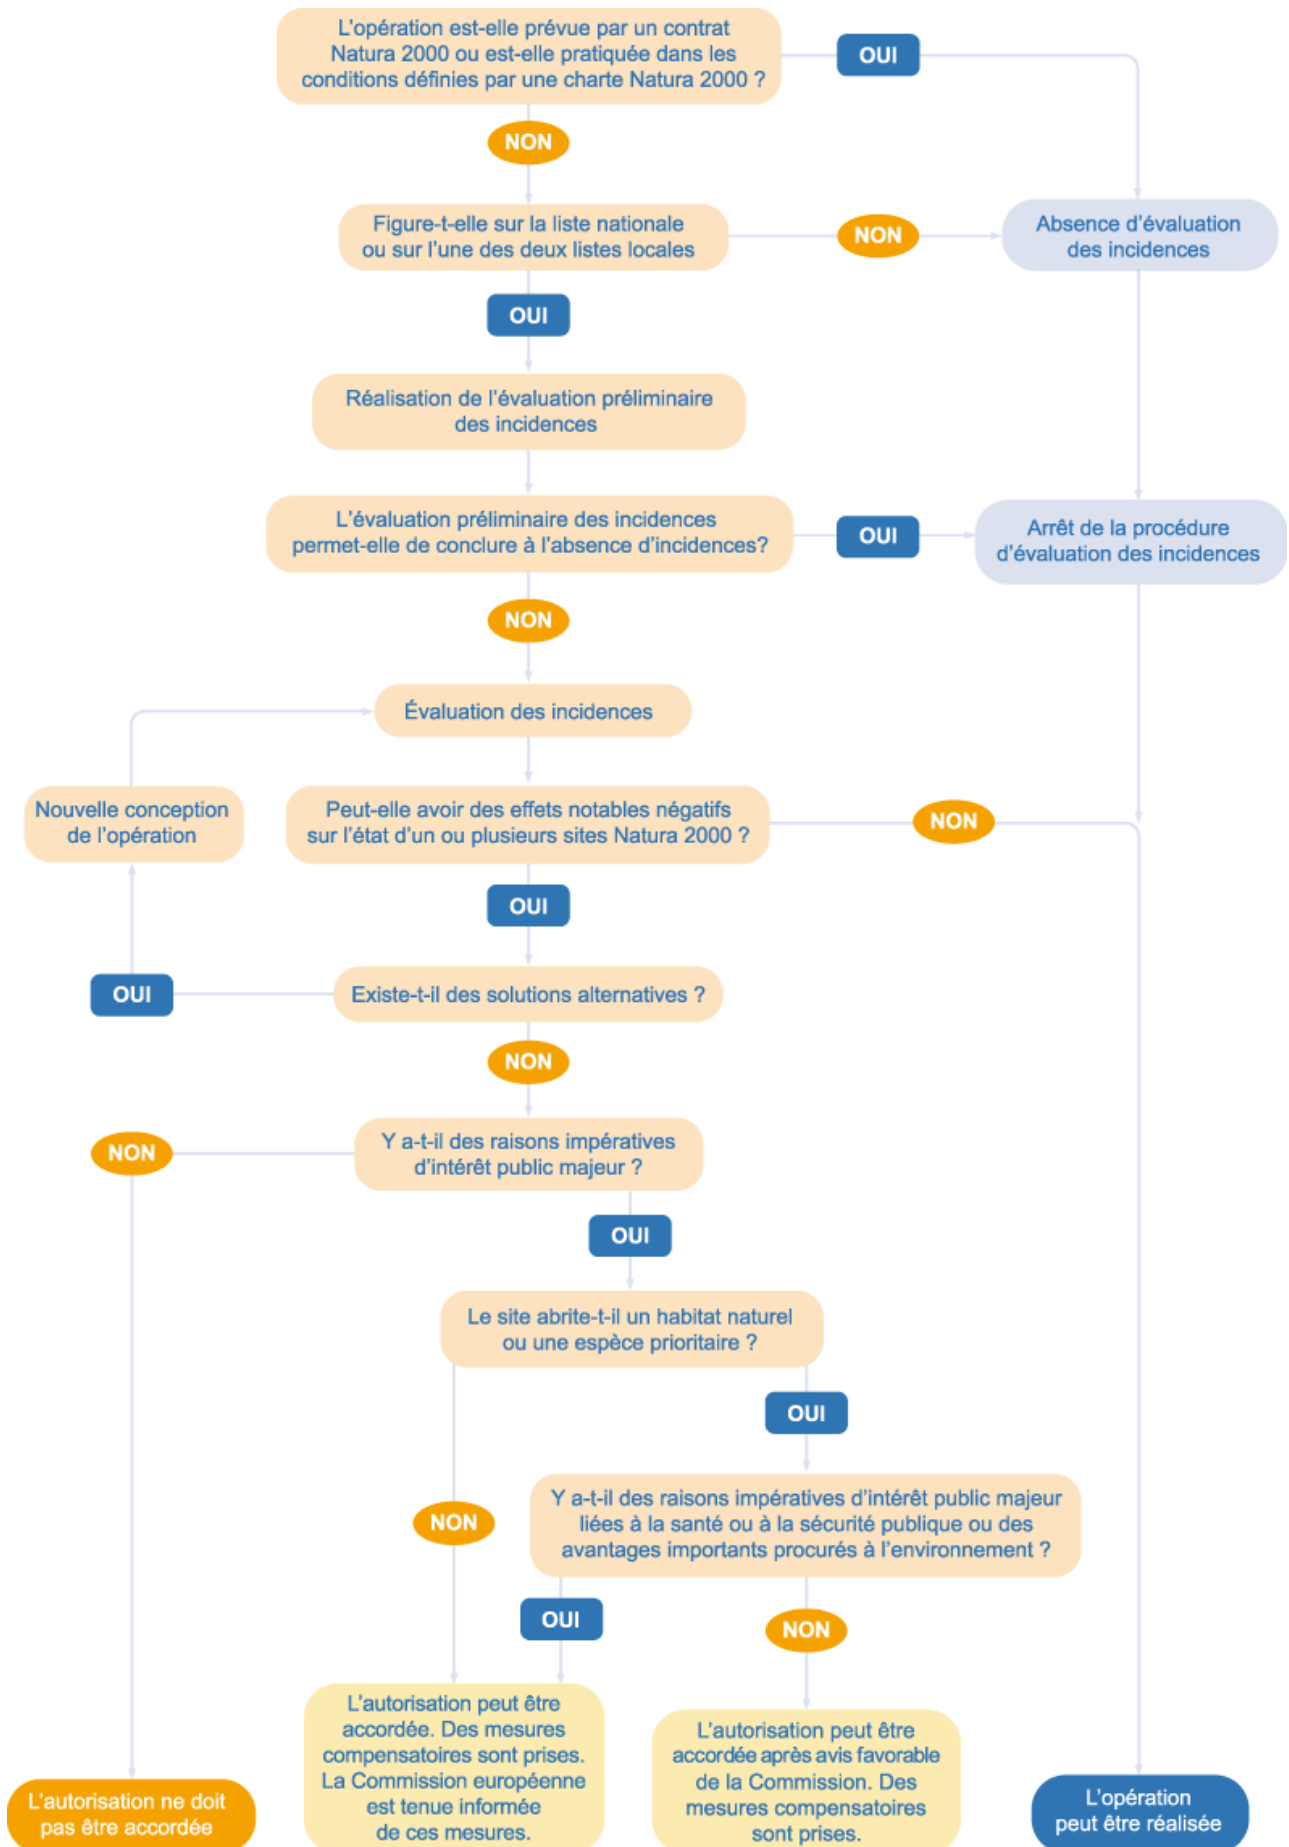 L'opération est-elle prévue par un contrat
Natura 2000 ou est-elle pratiquée dans les
conditions définies par une charte Natura 2000 ?
OUI
NON
Figure-t-elle sur la liste nationale
ou sur l'une des deux listes locales
NON
Absence d'évaluation
des incidences
OUI
Réalisation de l'évaluation préliminaire
des incidences
L'évaluation préliminaire des incidences
permet-elle de conclure à l'absence d'incidences?
OUI
Arrêt de la procédure
d'évaluation des incidences
NON
Évaluation des incidences
Nouvelle conception
de l'opération
Peut-elle avoir des effets notables négatifs
sur l'état d'un ou plusieurs sites Natura 2000 ?
NON
OUI
OUI
Existe-t-il des solutions alternatives ?
NON
NON
Y a-t-il des raisons impératives
d'intérêt public majeur ?
OUI
Le site abrite-t-il un habitat naturel
ou une espèce prioritaire ?
OUI
NON
Y a-t-il des raisons impératives d'intérêt public majeur
liées à la santé ou à la sécurité publique ou des
avantages importants procurés à l'environnement ?
OUI
NON
L'autorisation ne doit
pas être accordée
L'autorisation peut être
accordée. Des mesures
compensatoires sont prises.
La Commission européenne
est tenue informée
de ces mesures.
L'autorisation peut être
accordée après avis favorable
de la Commission. Des
mesures compensatoires
sont prises.
L'opération
peut être réalisée